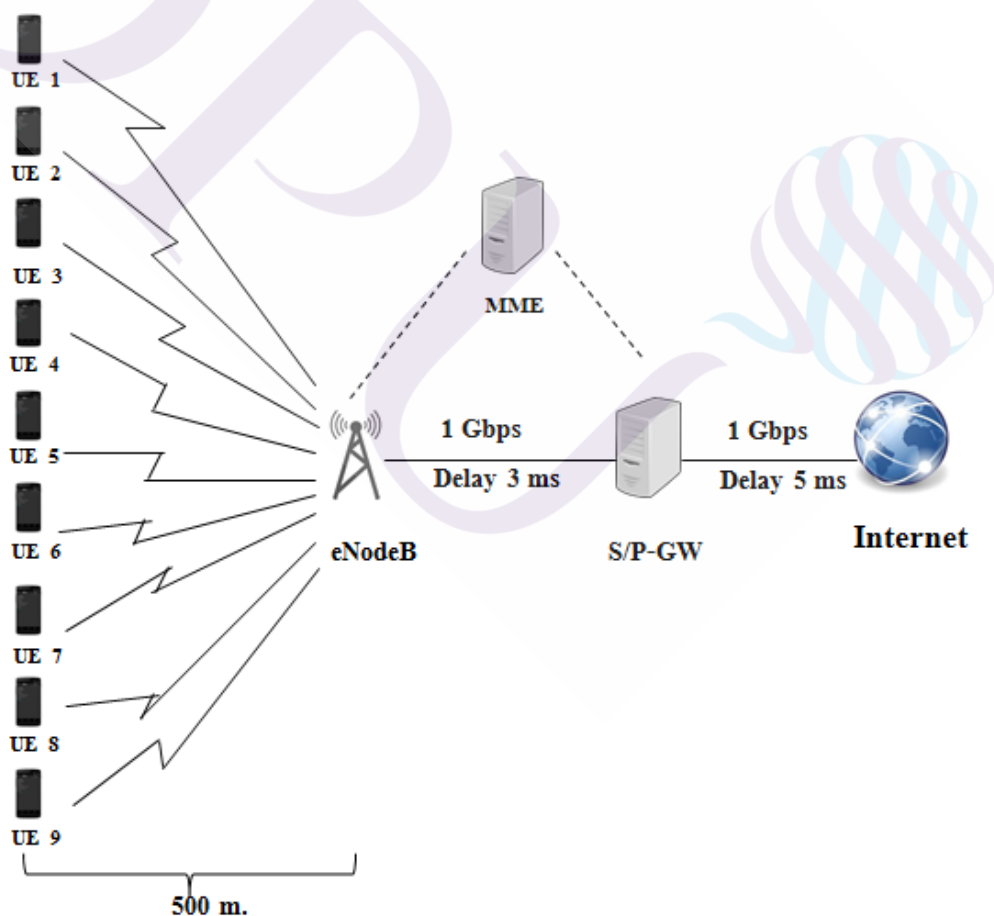 UE 1
UE 2
UE 3
UE 4
UE 5
UE 6
UE 7
UE 8
UE 9
500 m.
MME
eNodeB
1 Gbps
Delay 3 ms
S/P-GW
1 Gbps
Delay 5 ms
Internet